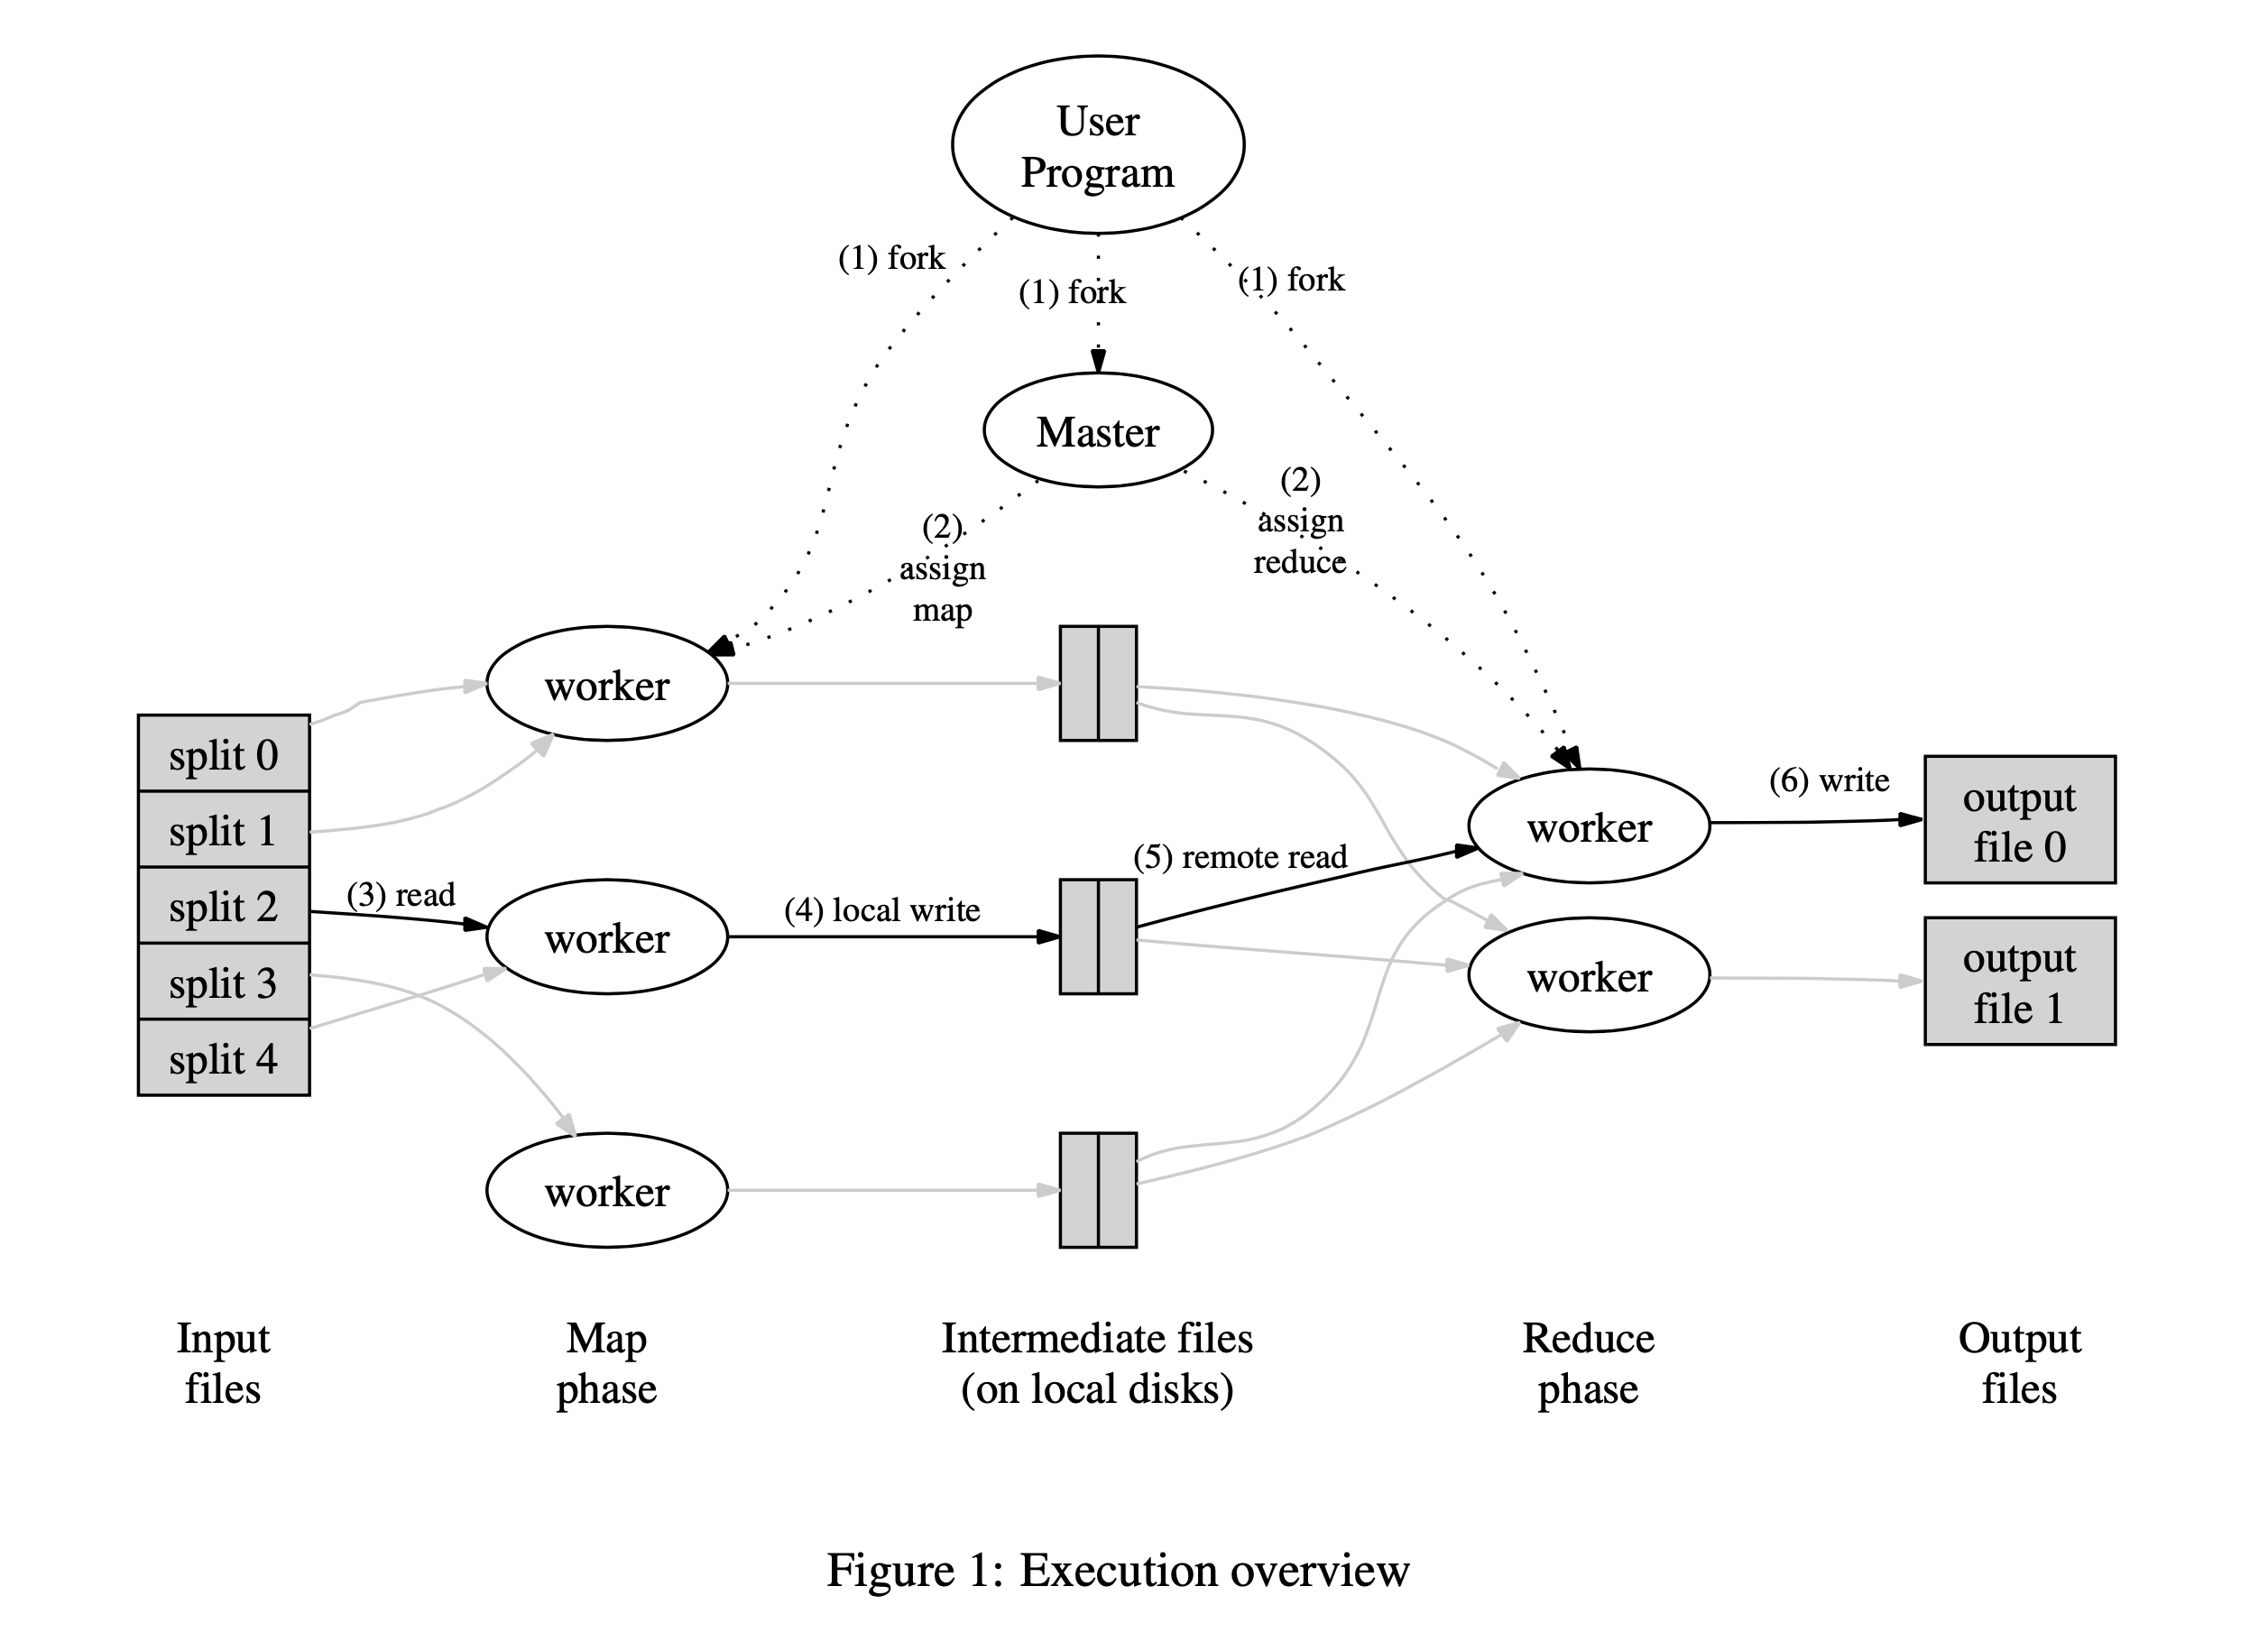 User
Program
(1) fork
(1) fork
(1) fork
Master
(2)
assign
map
(2)
assign
reduce
worker
split 0
split 1
split 2
split 3
split 4
(3) read
worker
(4) local write
(5) remote read
worker
(6) write
output
file 0
worker
output
file 1
worker
Input
files
Map
phase
Intermediate files
(on local disks)
Reduce
phase
Output
files
Figure 1: Execution overview